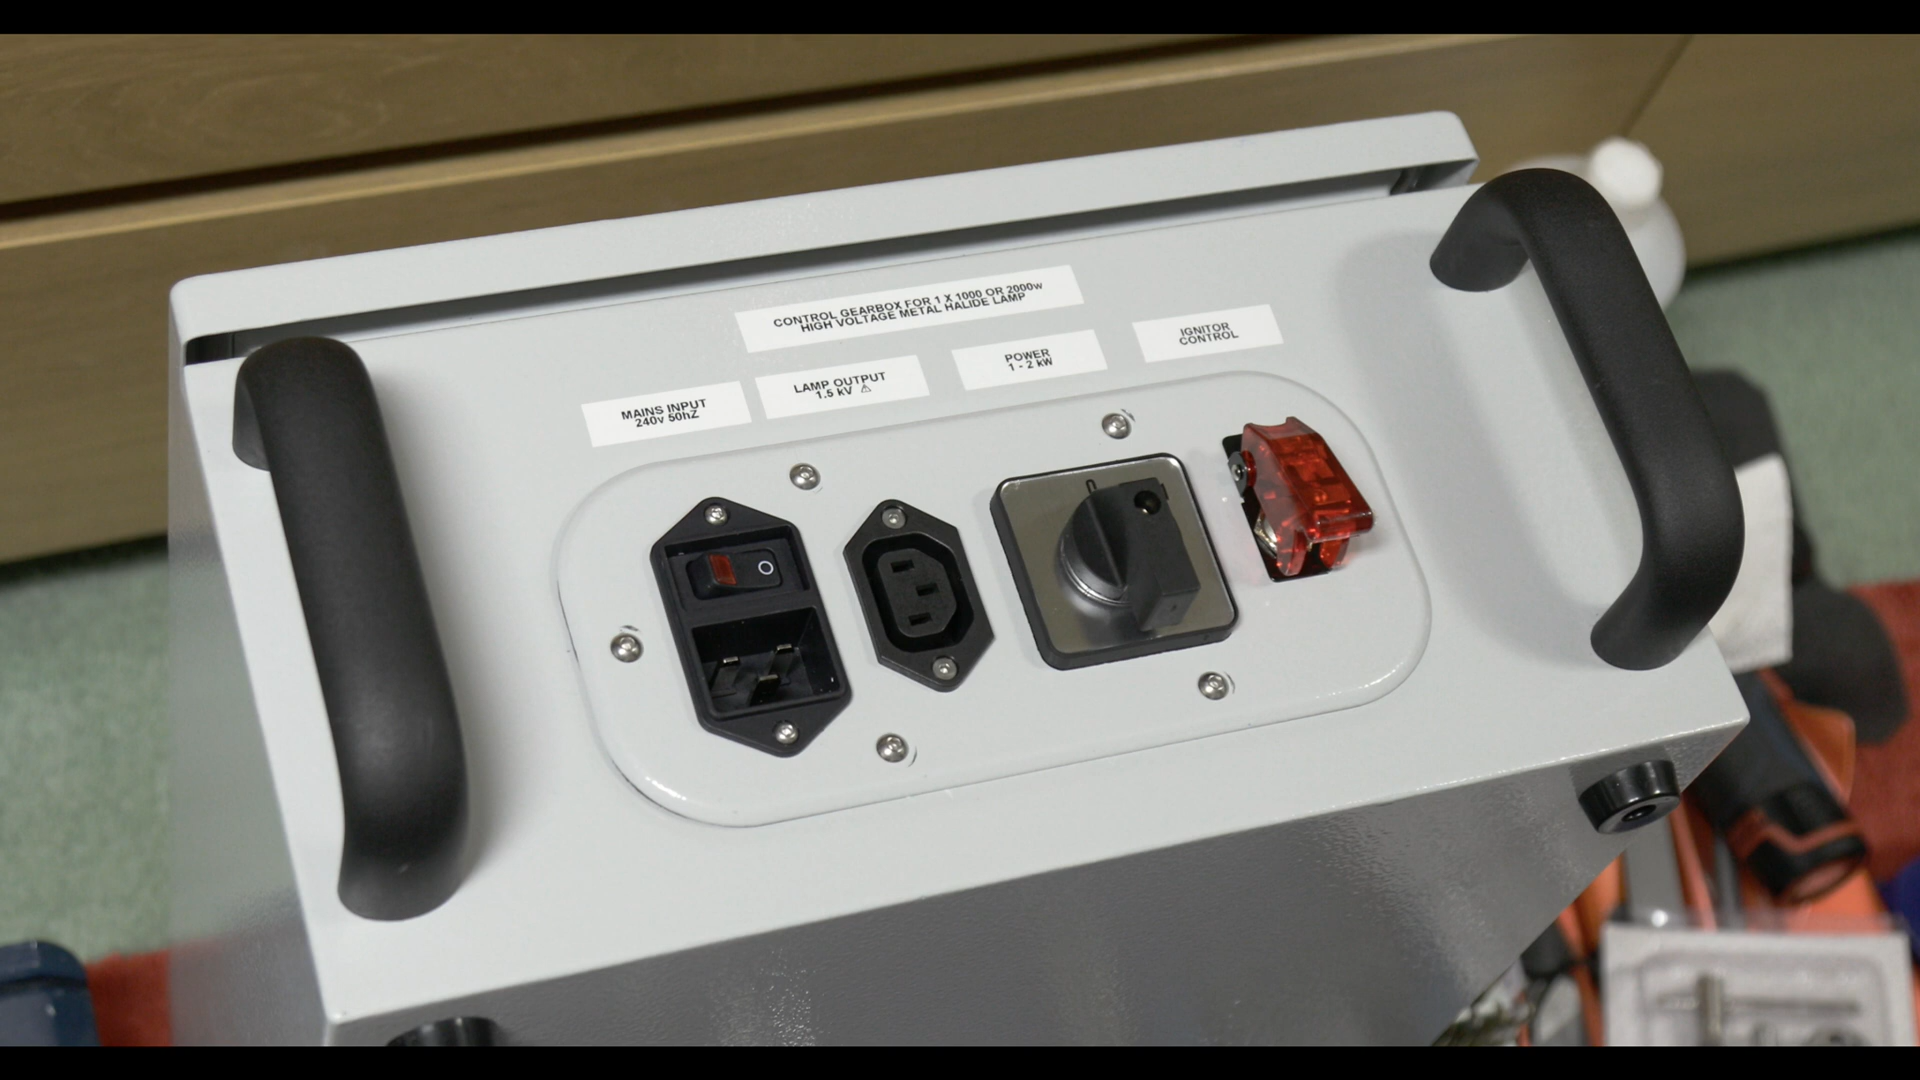 CONTROL GEARBOX FOR 1 X 1000 OR 2000w
HIGH VOLTAGE METAL HALIDE LAMP
MAINS INPUT
240v 50hZ
LAMP OUTPUT
1.5 kV ⚠
POWER
1 - 2 kW
IGNITOR
CONTROL
0
O